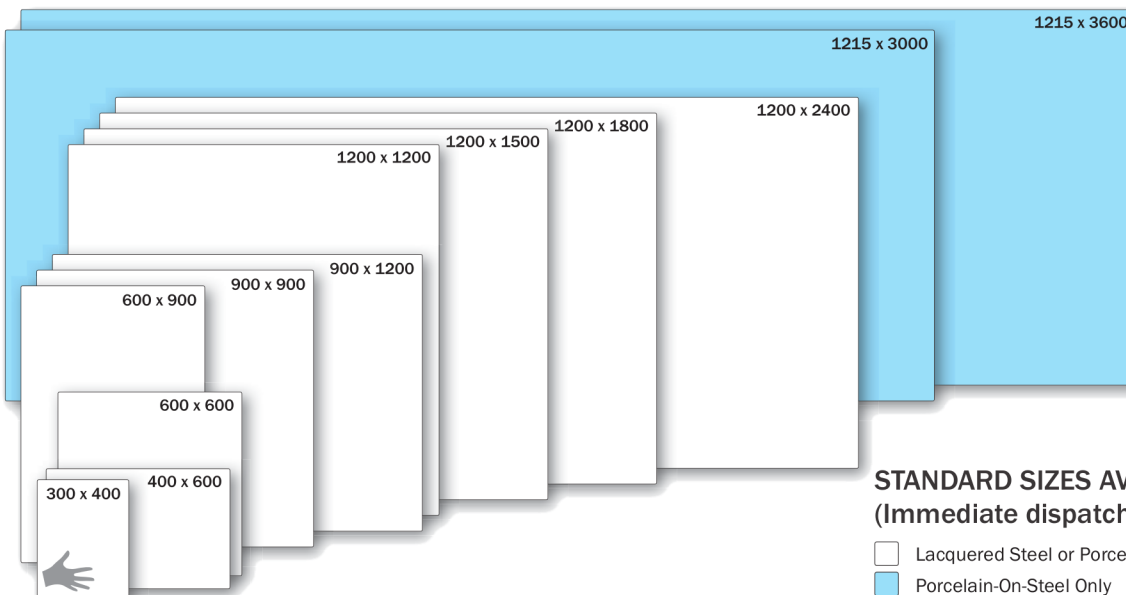 1215 x 3600
1215 x 3000
1200 x 2400
1200 x 1800
1200 x 1500
1200 x 1200
900 x 1200
900 x 900
600 x 900
600 x 600
400 x 600
300 x 400
STANDARD SIZES AV
(Immediate dispatch
Lacquered Steel or Porce
Porcelain-On-Steel Only